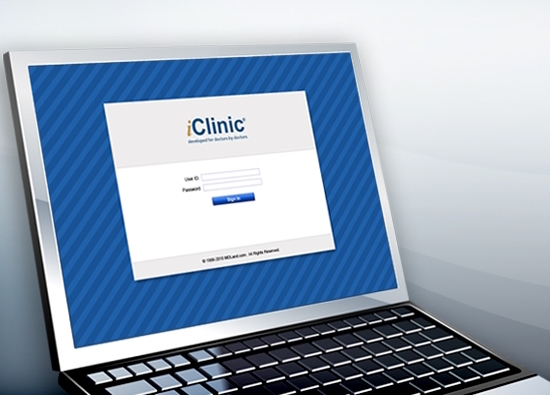 iClinic®
developed for doctors by doctors
User ID:
Password:
Sign In
© 1999-2010 MDLand.com. All Rights Reserved.